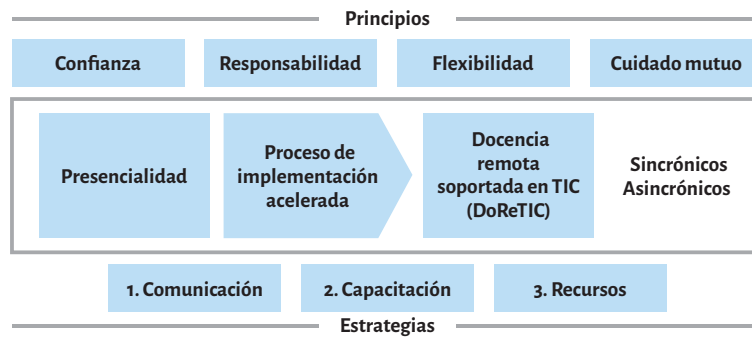 Principios
Confianza
Responsabilidad
Flexibilidad
Cuidado mutuo
Presencialidad
Proceso de
implementación
acelerada
Docencia
remota
soportada en TIC
(DoReTIC)
Sincrónicos
Asincrónicos
1. Comunicación
2. Capacitación
3. Recursos
Estrategias